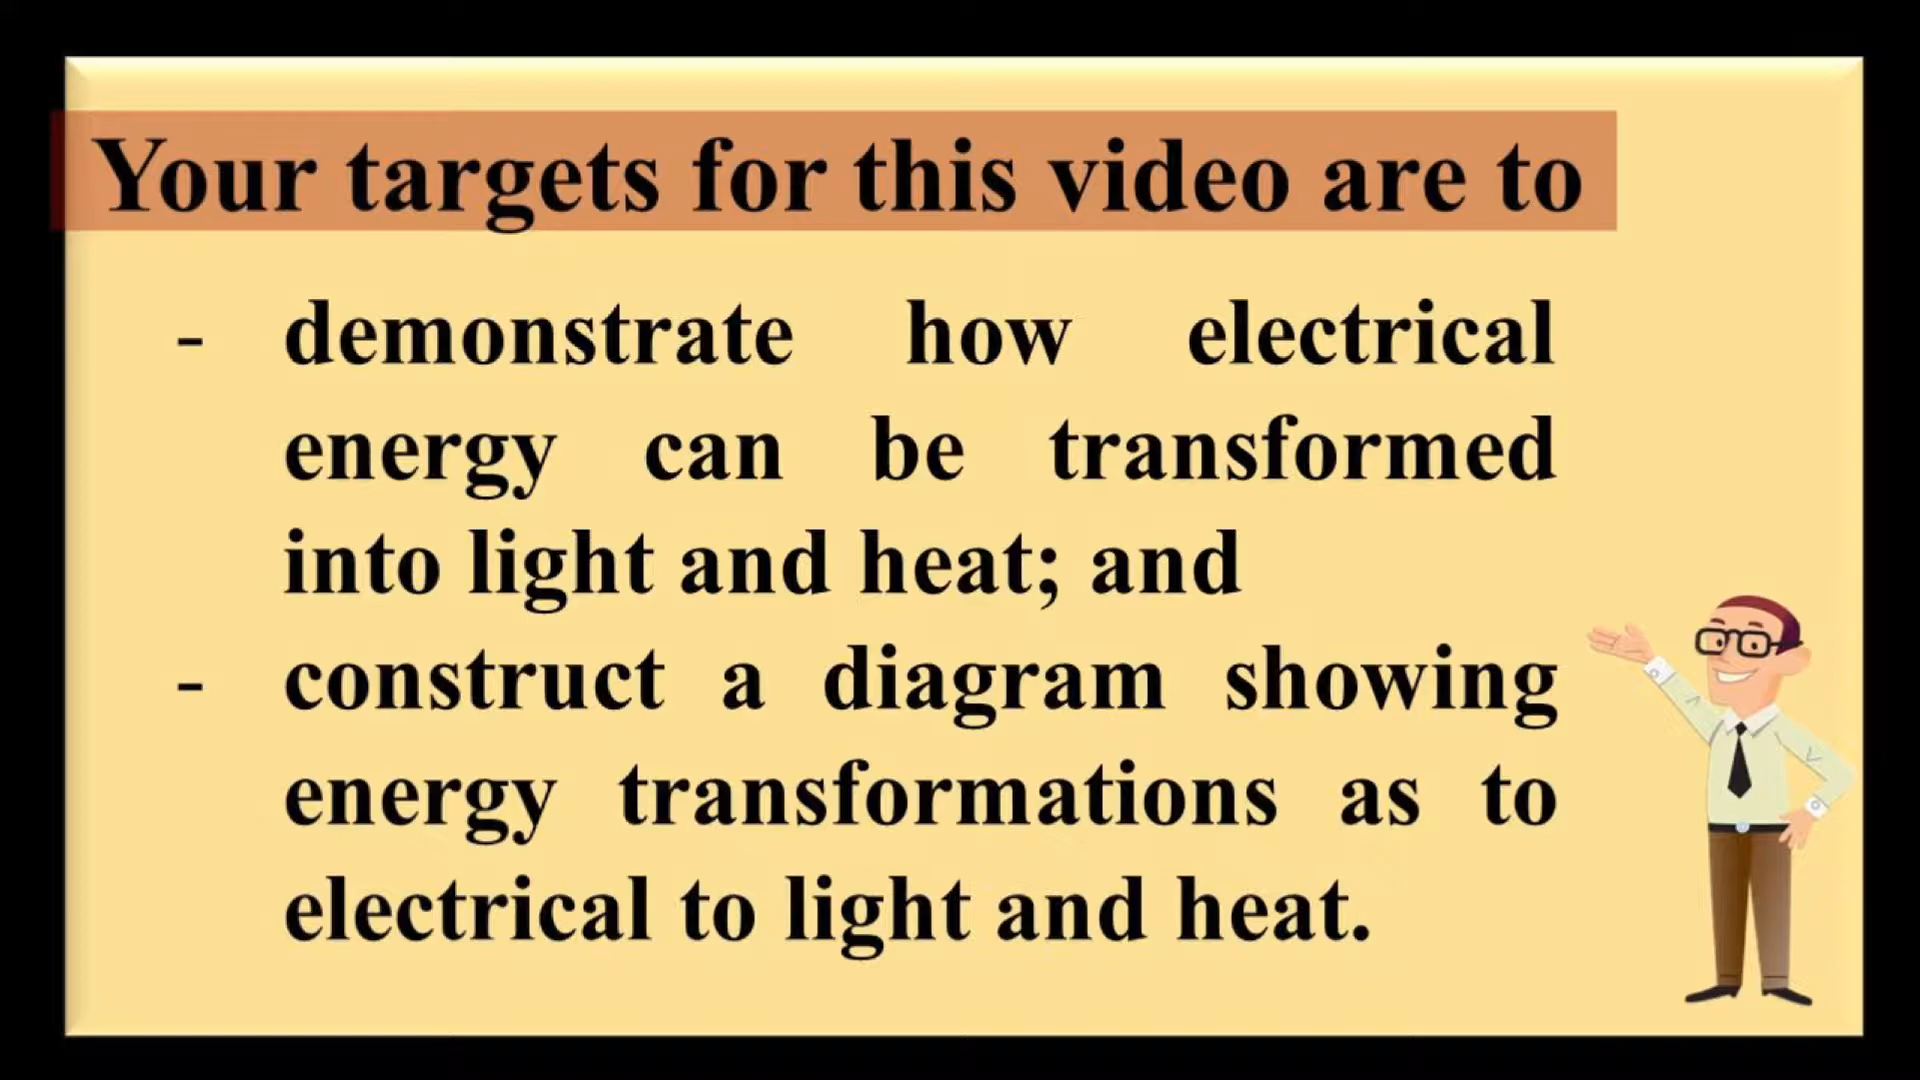 Your targets for this video are to
- demonstrate how electrical
energy can be transformed
into light and heat; and
- construct a diagram showing
energy transformations as to
electrical to light and heat.